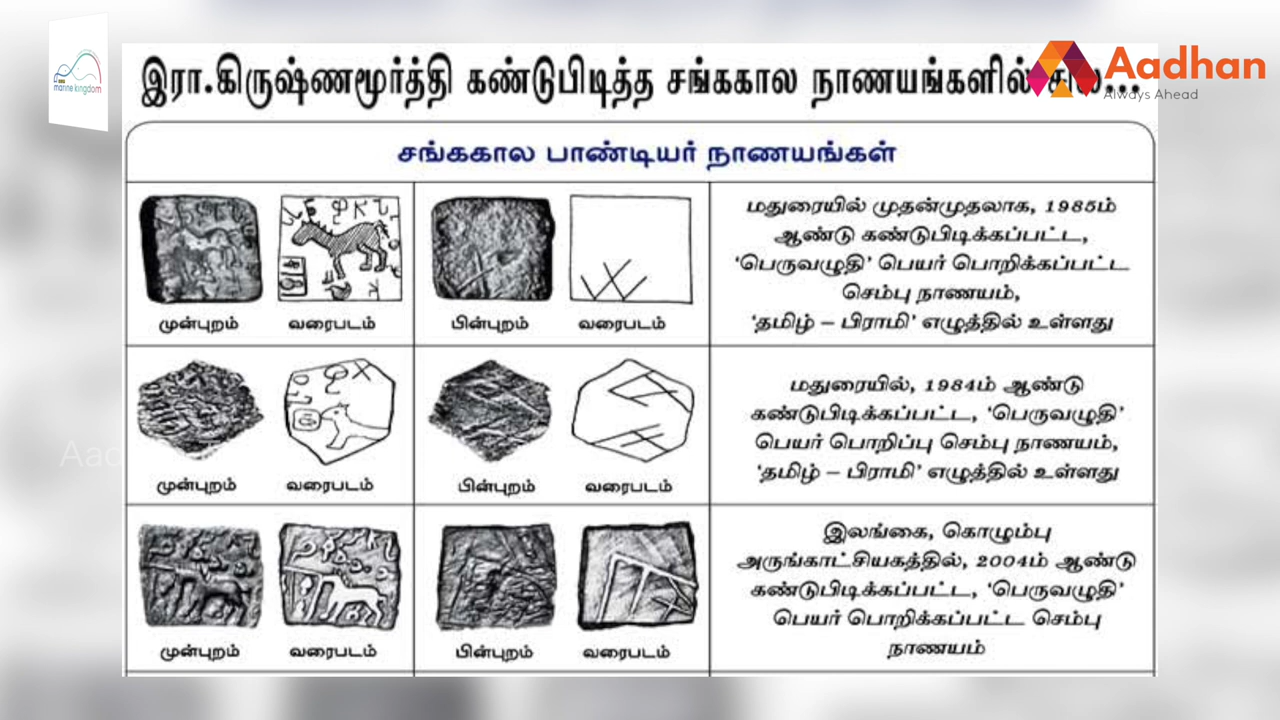 marine kingdom
Aadhan
Always Ahead
இரா.கிருஷ்ணமூர்த்தி கண்டுபிடித்த சங்ககால நாணயங்களில்
சங்ககால பாண்டியர் நாணயங்கள்
முன்புறம் வரைபடம் பின்புறம் வரைபடம்
மதுரையில் முதன்முதலாக, 1985ம்
ஆண்டு கண்டுபிடிக்கப்பட்ட,
‘பெருவழுதி’ பெயர் பொறிக்கப்பட்ட
செம்பு நாணயம்,
‘தமிழ் – பிராமி’ எழுத்தில் உள்ளது
முன்புறம் வரைபடம் பின்புறம் வரைபடம்
மதுரையில், 1984ம் ஆண்டு
கண்டுபிடிக்கப்பட்ட, ‘பெருவழுதி’
பெயர் பொறிப்பு செம்பு நாணயம்,
‘தமிழ் – பிராமி’ எழுத்தில் உள்ளது
முன்புறம் வரைபடம் பின்புறம் வரைபடம்
இலங்கை, கொழும்பு
அருங்காட்சியகத்தில், 2004ம் ஆண்டு
கண்டுபிடிக்கப்பட்ட, ‘பெருவழுதி’
பெயர் பொறிக்கப்பட்ட செம்பு
நாணயம்